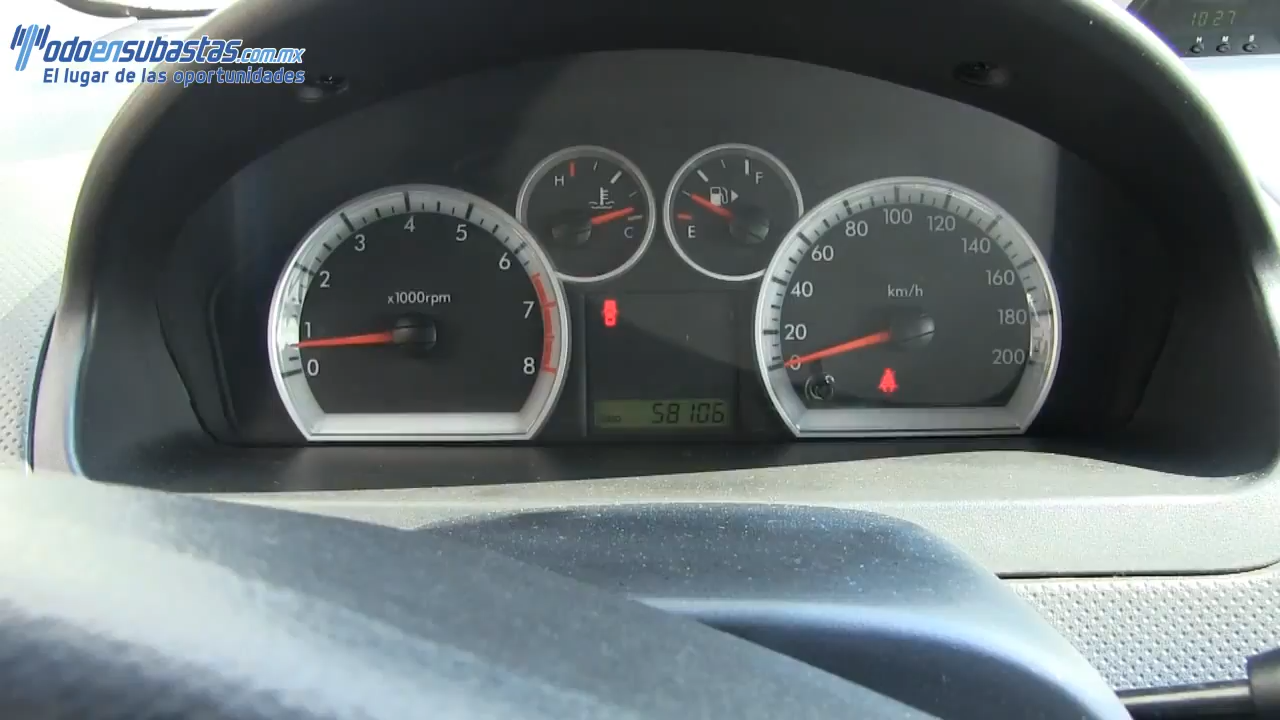 Todoensubastas.com.mx
El lugar de las oportunidades
10 27
H M S
0
1
2
3
4
5
6
7
8
x1000rpm
H
C
E
F
58106
0
20
40
60
80
100
120
140
160
180
200
km/h